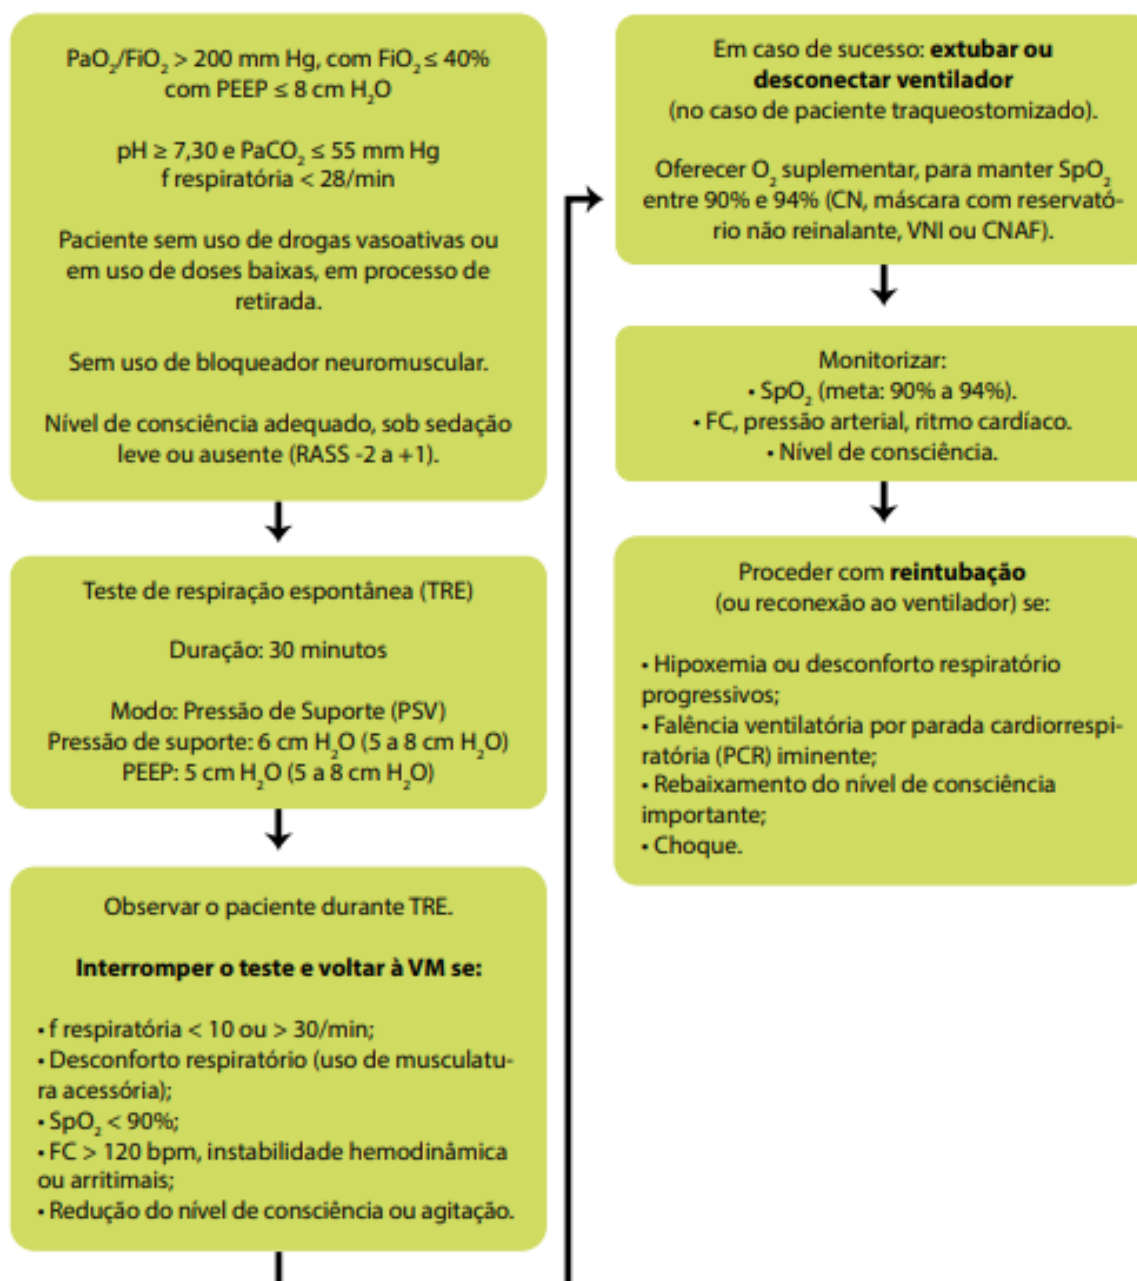 PaO₂/FiO₂ > 200 mm Hg, com FiO₂ ≤ 40%
com PEEP ≤ 8 cm H₂O
pH ≥ 7,30 e PaCO₂ ≤ 55 mm Hg
f respiratória < 28/min
Paciente sem uso de drogas vasoativas ou
em uso de doses baixas, em processo de
retirada.
Sem uso de bloqueador neuromuscular.
Nível de consciência adequado, sob sedação
leve ou ausente (RASS -2 a +1).
Teste de respiração espontânea (TRE)
Duração: 30 minutos
Modo: Pressão de Suporte (PSV)
Pressão de suporte: 6 cm H₂O (5 a 8 cm H₂O)
PEEP: 5 cm H₂O (5 a 8 cm H₂O)
Observar o paciente durante TRE.
Interromper o teste e voltar à VM se:
• f respiratória < 10 ou > 30/min;
• Desconforto respiratório (uso de musculatu-
ra acessória);
• SpO₂ < 90%;
• FC > 120 bpm, instabilidade hemodinâmica
ou arritimais;
• Redução do nível de consciência ou agitação.
Em caso de sucesso: extubar ou
desconectar ventilador
(no caso de paciente traqueostomizado).
Oferecer O₂ suplementar, para manter SpO₂
entre 90% e 94% (CN, máscara com reservató-
rio não reinalante, VNI ou CNAF).
Monitorizar:
• SpO₂ (meta: 90% a 94%).
• FC, pressão arterial, ritmo cardíaco.
• Nível de consciência.
Proceder com reintubação
(ou reconexão ao ventilador) se:
• Hipoxemia ou desconforto respiratório
progressivos;
• Falência ventilatória por parada cardiorrespi-
ratória (PCR) iminente;
• Rebaixamento do nível de consciência
importante;
• Choque.